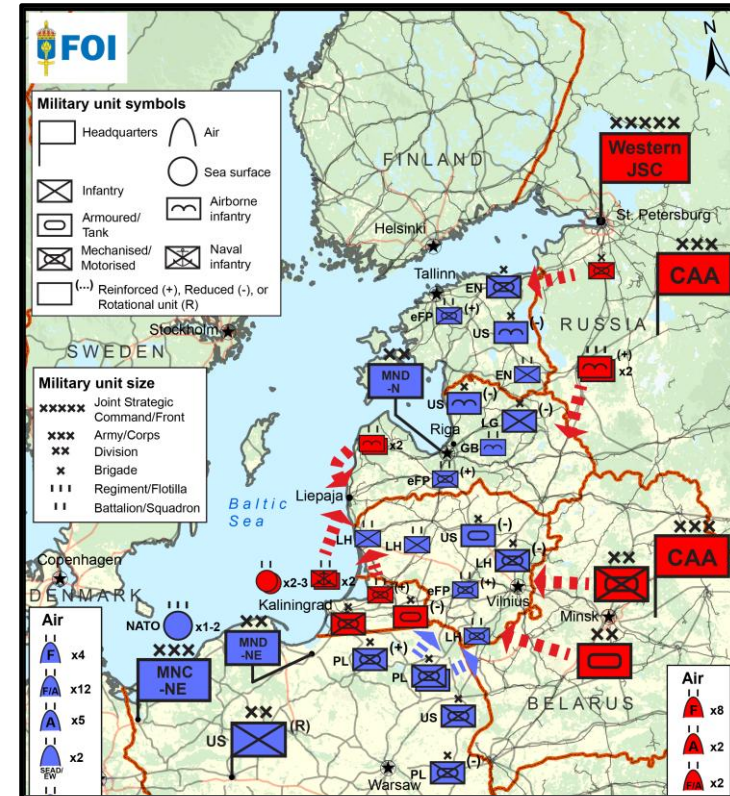 FOI
Military unit symbols
Headquarters
Air
Sea surface
Infantry
Airborne
infantry
Armoured/
Tank
Mechanised/
Motorised
Naval
infantry
(...) Reinforced (+), Reduced (-), or
Rotational unit (R)
Military unit size
××××× Joint Strategic
Command/Front
××× Army/Corps
×× Division
× Brigade
Regiment/Flotilla
Battalion/Squadron
N
FINLAND
Helsinki
Western
JSC
St. Petersburg
CAA
RUSSIA
Stockholm
SWEDEN
Tallinn
EN
eFP (+)
US (-)
EN
(+)
x2
MND
-N
US (-)
LG (-)
Riga
GB
x2
eFP (+)
Liepaja
Baltic
Sea
LH
LH
US (-)
LH (-)
CAA
Copenhagen
DENMARK
x2-3
x2
(+)
eFP (+)
Vilnius
Minsk
Kaliningrad
(-)
NATO x1-2
MND
-NE
MNC
-NE
LH
PL (+)
PL
BELARUS
US (R)
US
Warsaw
PL (-)
Air
F x4
F/A x12
A x5
x2
SEAD/
EW
Air
F x8
A x2
F/A x2